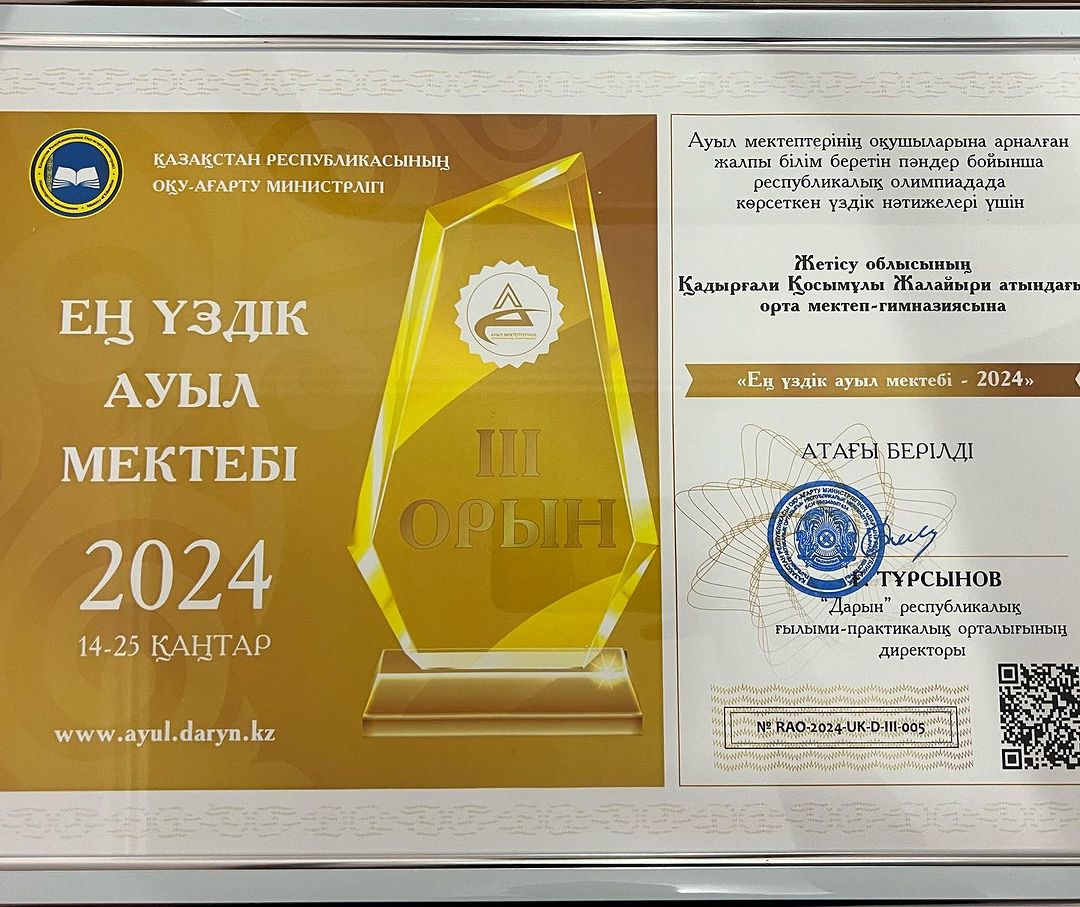 ҚАЗАҚСТАН РЕСПУБЛИКАСЫНЫҢ
ОҚУ-АҒАРТУ МИНИСТРЛІГІ
ЕҢ ҮЗДІК
АУЫЛ
МЕКТЕБІ
2024
14-25 ҚАҢТАР
www.ayul.daryn.kz
АУЫЛ МЕКТЕПТЕРІНІҢ
III
ОРЫН
Ауыл мектептерінің оқушыларына арналған
жалпы білім беретін пәндер бойынша
республикалық олимпиадада
көрсеткен үздік нәтижелері үшін
Жетісу облысының
Қадырғали Қосымұлы Жалайыри атындағы
орта мектеп-гимназиясына
«Ең үздік ауыл мектебі - 2024»
АТАҒЫ БЕРІЛДІ
Е. ТҰРСЫНОВ
"Дарын" республикалық
ғылыми-практикалық орталығының
директоры
№ RAO-2024-UK-D-III-005